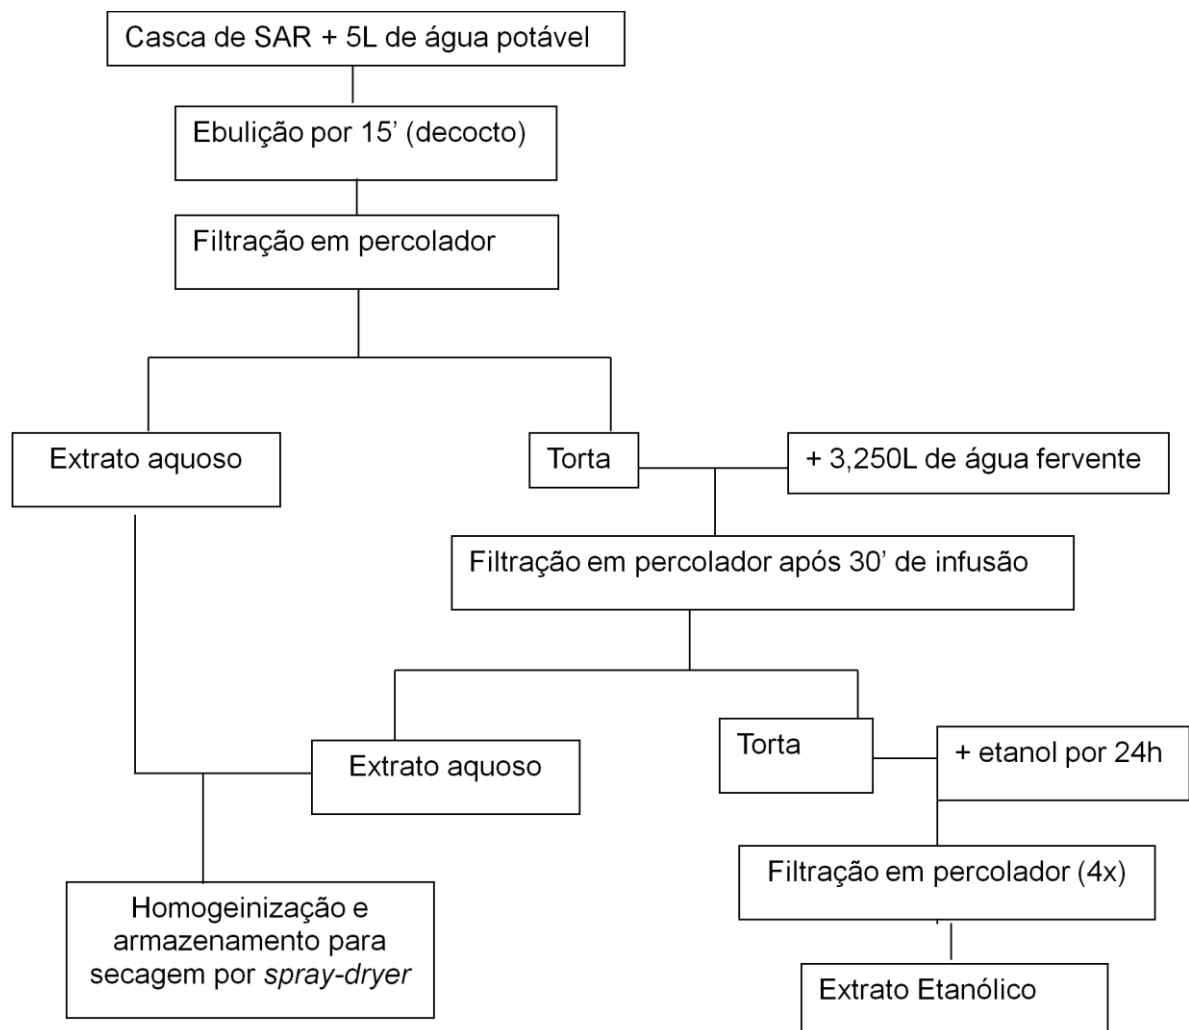 Casca de SAR + 5L de água potável
Ebulição por 15’ (decocto)
Filtração em percolador
Extrato aquoso
Torta
+ 3,250L de água fervente
Filtração em percolador após 30’ de infusão
Extrato aquoso
Torta
+ etanol por 24h
Filtração em percolador (4x)
Homogeinização e
armazenamento para
secagem por spray-dryer
Extrato Etanólico